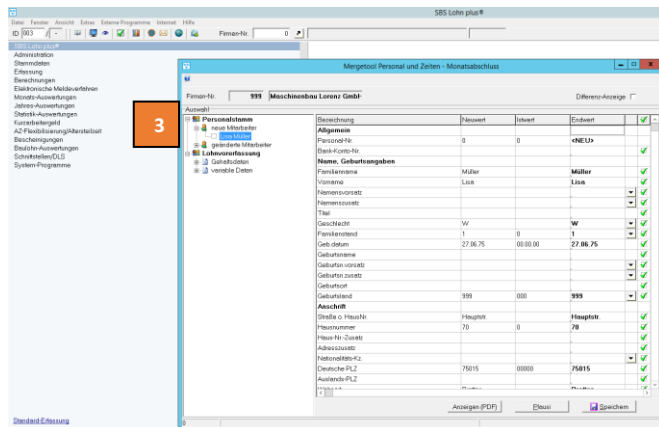 SBS Lohn plus®
Datei Fenster Ansicht Extras Externe Programme Internet Hilfe
ID 003 / - Firmen-Nr. 0
SBS Lohn plus®
Administration
Stammdaten
Erfassung
Berechnungen
Elektronische Meldeverfahren
Monats-Auswertungen
Jahres-Auswertungen
Statistik-Auswertungen
Kurzarbeitergeld
AZ-Flexibilisierung/Altersteilzeit
Bescheinigungen
Baulohn-Auswertungen
Schnittstellen/DLS
System-Programme
Standard-Erfassung
3
Mergetool Personal und Zeiten - Monatsabschluss
Firmen-Nr. 999 Maschinenbau Lorenz GmbH Differenz-Anzeige
Auswahl
Personalstamm
neue Mitarbeiter
Lisa Müller
geänderte Mitarbeiter
Lohnvorerfassung
Gehaltsdaten
variable Daten
Bezeichnung Neuwert Istwert Endwert
Allgemein
Personal-Nr. 0 0 <NEU>
Bank-Konto-Nr.
Name, Geburtsangaben
Familienname Müller Müller
Vorname Lisa Lisa
Namensvorsatz
Namenszusatz
Titel
Geschlecht W W
Familienstand 1 0 1
Geb.datum 27.06.75 00.00.00 27.06.75
Geburtsname
Geburtsn.vorsatz
Geburtsn.zusatz
Geburtsort
Geburtsland 999 000 999
Anschrift
Straße o. HausNr. Hauptstr. Hauptstr.
Hausnummer 70 0 70
Haus-Nr.-Zusatz
Adresszusatz
Nationalitäts-Kz.
Deutsche PLZ 75015 00000 75015
Auslands-PLZ
Anzeigen (PDF) Plausi Speichern
0